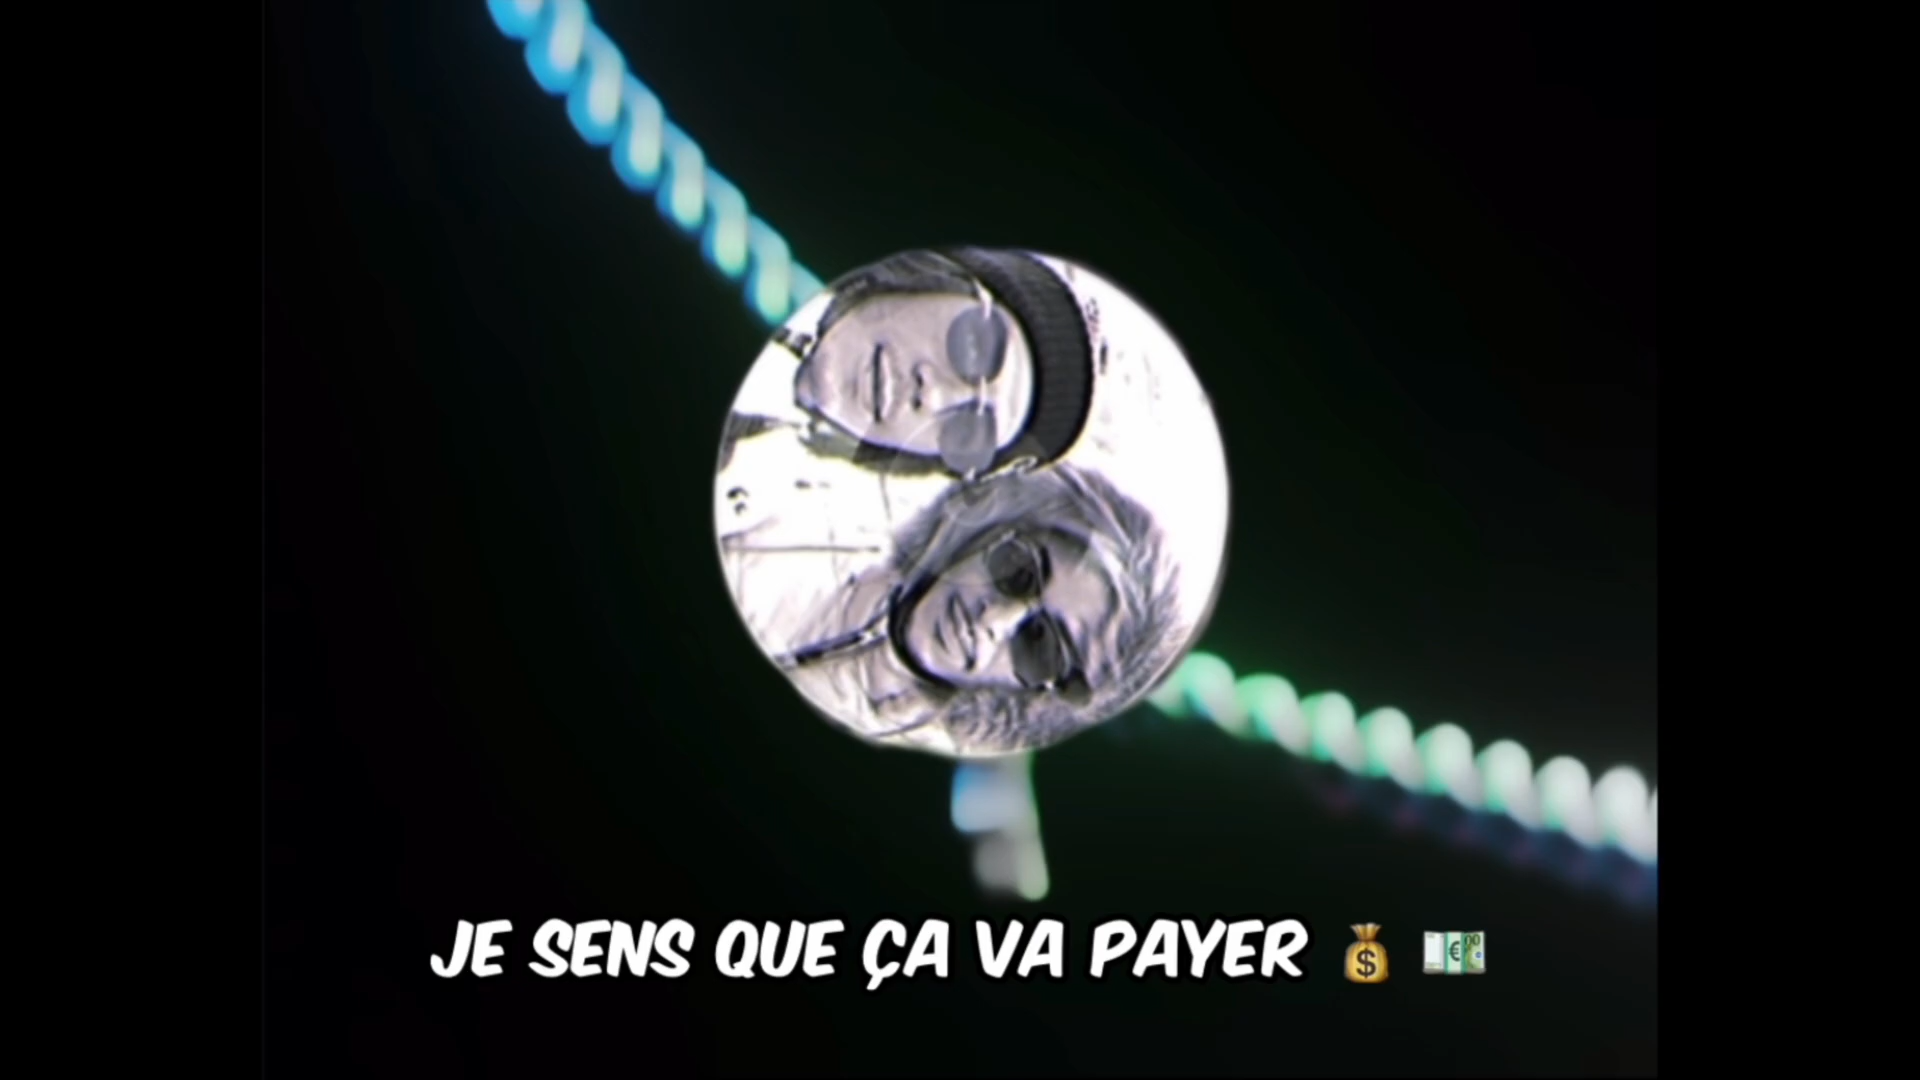 JE SENS QUE ÇA VA PAYER 💰 💶